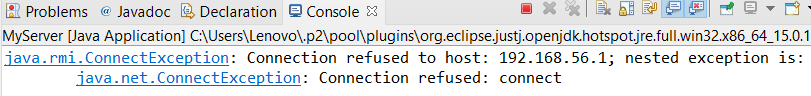 Problems @ Javadoc Declaration Console
MyServer [Java Application] C:\Users\Lenovo\.p2\pool\plugins\org.eclipse.justj.openjdk.hotspot.jre.full.win32.x86_64_15.0.1
java.rmi.ConnectException: Connection refused to host: 192.168.56.1; nested exception is:
java.net.ConnectException: Connection refused: connect